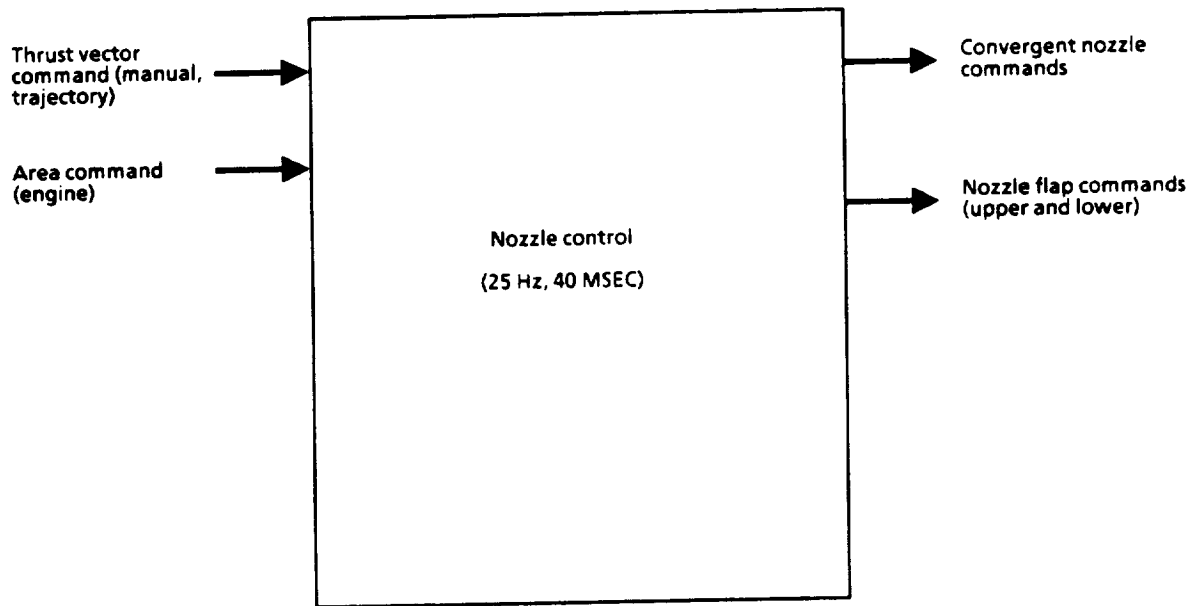 Thrust vector
command (manual,
trajectory)
Area command
(engine)
Nozzle control
(25 Hz, 40 MSEC)
Convergent nozzle
commands
Nozzle flap commands
(upper and lower)